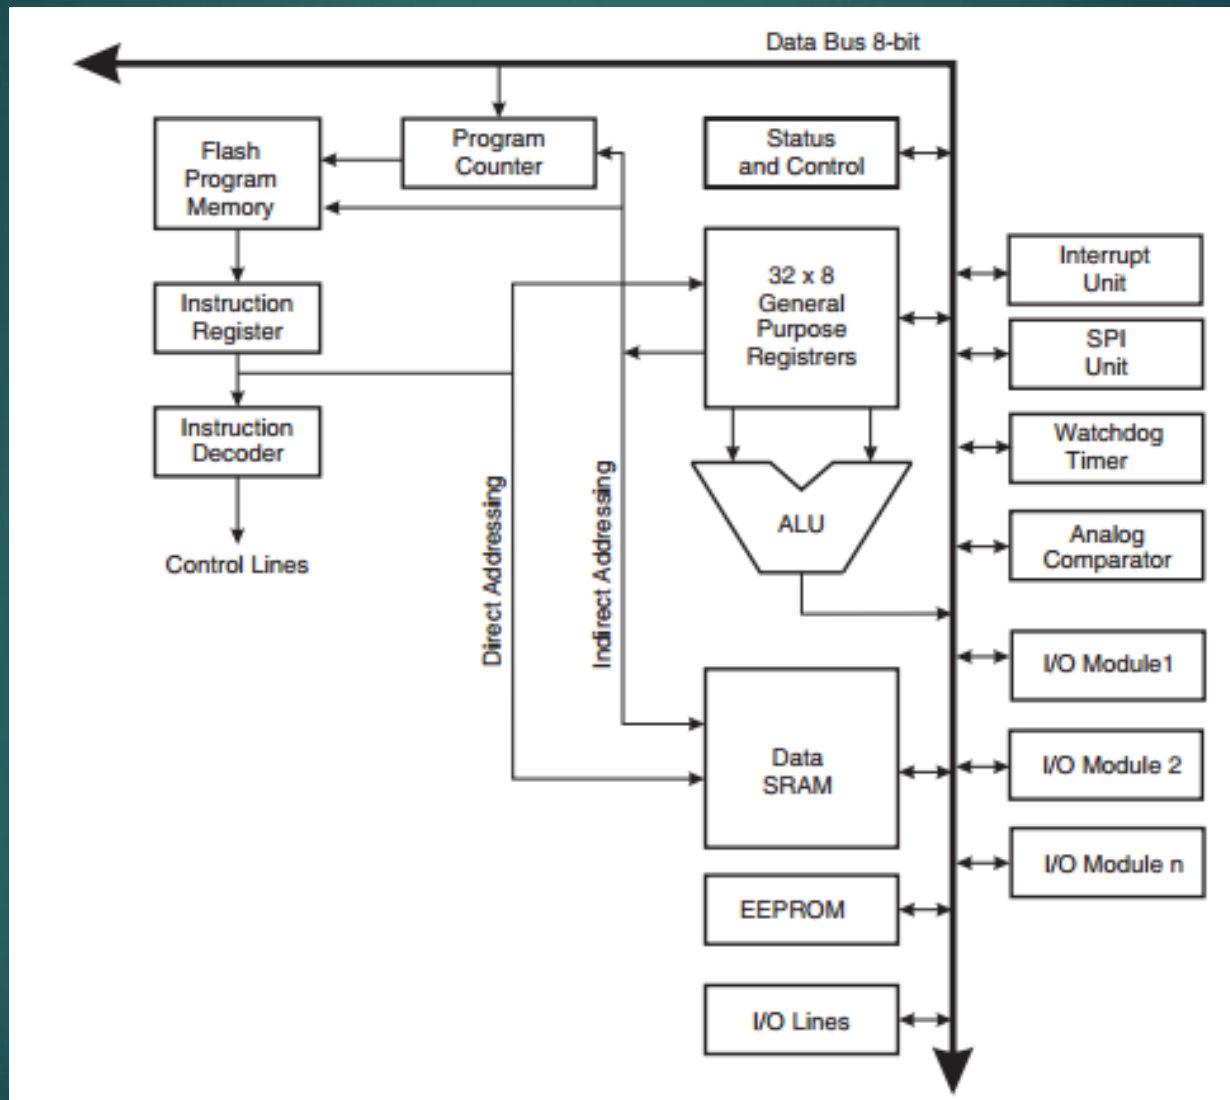 Data Bus 8-bit
Flash
Program
Memory
Program
Counter
Status
and Control
32 x 8
General
Purpose
Registrers
Interrupt
Unit
Instruction
Register
SPI
Unit
Instruction
Decoder
Watchdog
Timer
Control Lines
Direct Addressing
Indirect Addressing
ALU
Analog
Comparator
I/O Module1
Data
SRAM
I/O Module 2
I/O Module n
EEPROM
I/O Lines